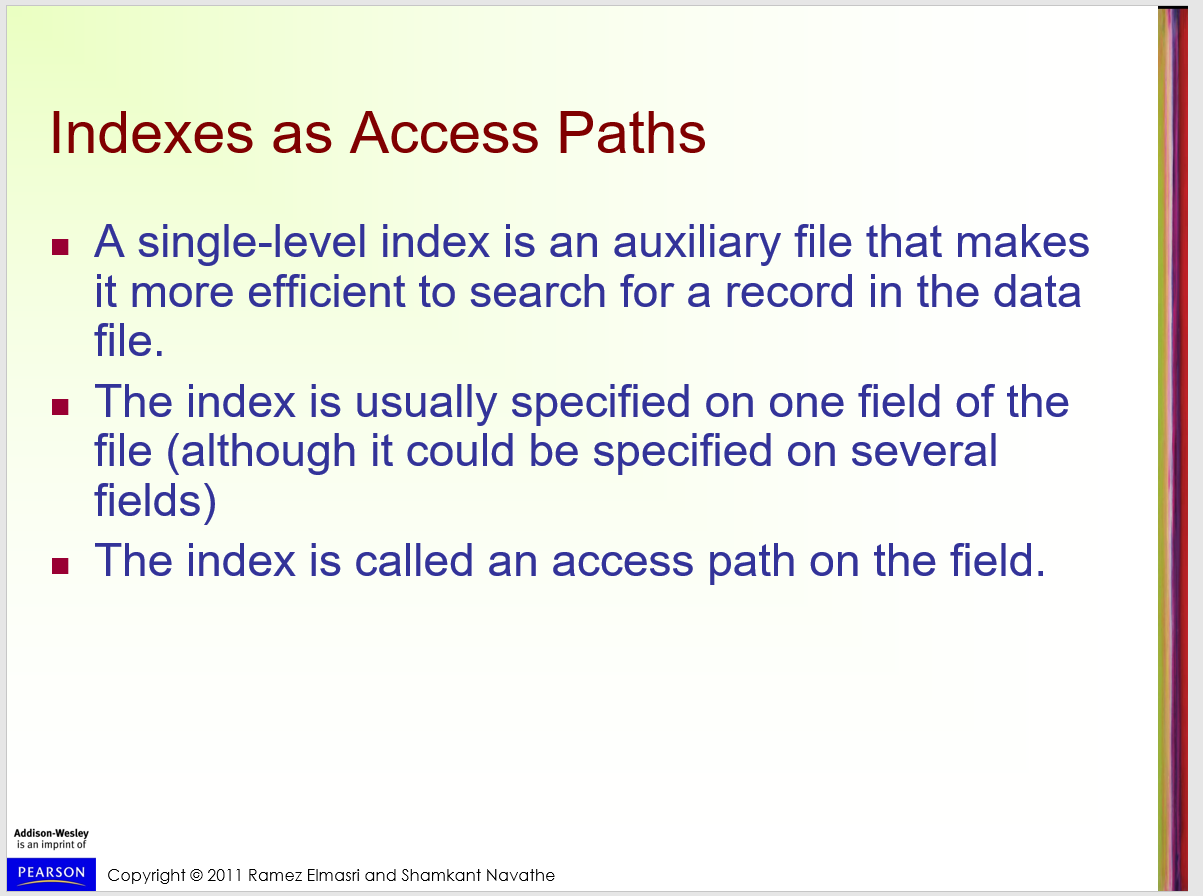 Indexes as Access Paths
A single-level index is an auxiliary file that makes
it more efficient to search for a record in the data
file.
The index is usually specified on one field of the
file (although it could be specified on several
fields)
The index is called an access path on the field.
Addison-Wesley
is an imprint of
PEARSON
Copyright © 2011 Ramez Elmasri and Shamkant Navathe